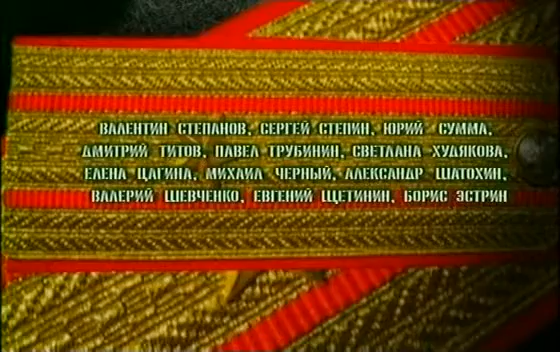 ВАЛЕНТИН СТЕПАНОВ, СЕРГЕЙ СТЕПИН, ЮРИЙ СУММА,
ДМИТРИЙ ТИТОВ, ПАВЕЛ ТРУБИНИН, СВЕТЛАНА ХУДЯКОВА,
ЕЛЕНА ЦАГИНА, МИХАИЛ ЧЕРНЫЙ, АЛЕКСАНДР ШАТОХИН,
ВАЛЕРИЙ ШЕВЧЕНКО, ЕВГЕНИЙ ЩЕТИНИН, БОРИС ЭСТРИН